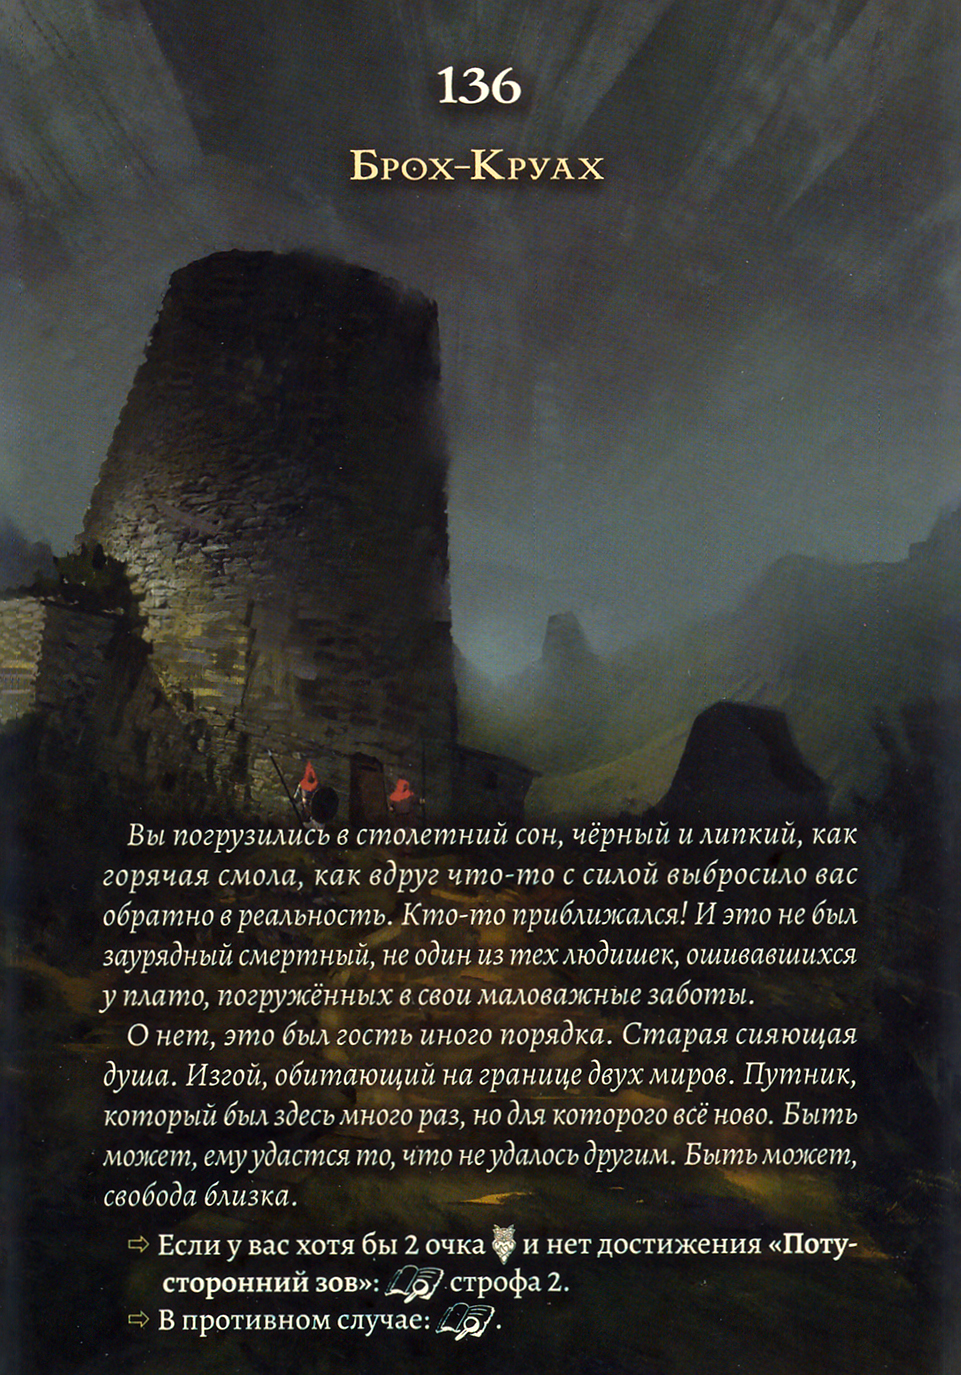 136
Брох-Круах
Вы погрузились в столетний сон, чёрный и липкий, как
горячая смола, как вдруг что-то с силой выбросило вас
обратно в реальность. Кто-то приближался! И это не был
заурядный смертный, не один из тех людишек, ошивавшихся
у плато, погружённых в свои маловажные заботы.
О нет, это был гость иного порядка. Старая сияющая
душа. Изгой, обитающий на границе двух миров. Путник,
который был здесь много раз, но для которого всё ново. Быть
может, ему удастся то, что не удалось другим. Быть может,
свобода близка.
⇨ Если у вас хотя бы 2 очка и нет достижения «Поту-
сторонний зов»: строфа 2.
⇨ В противном случае: .